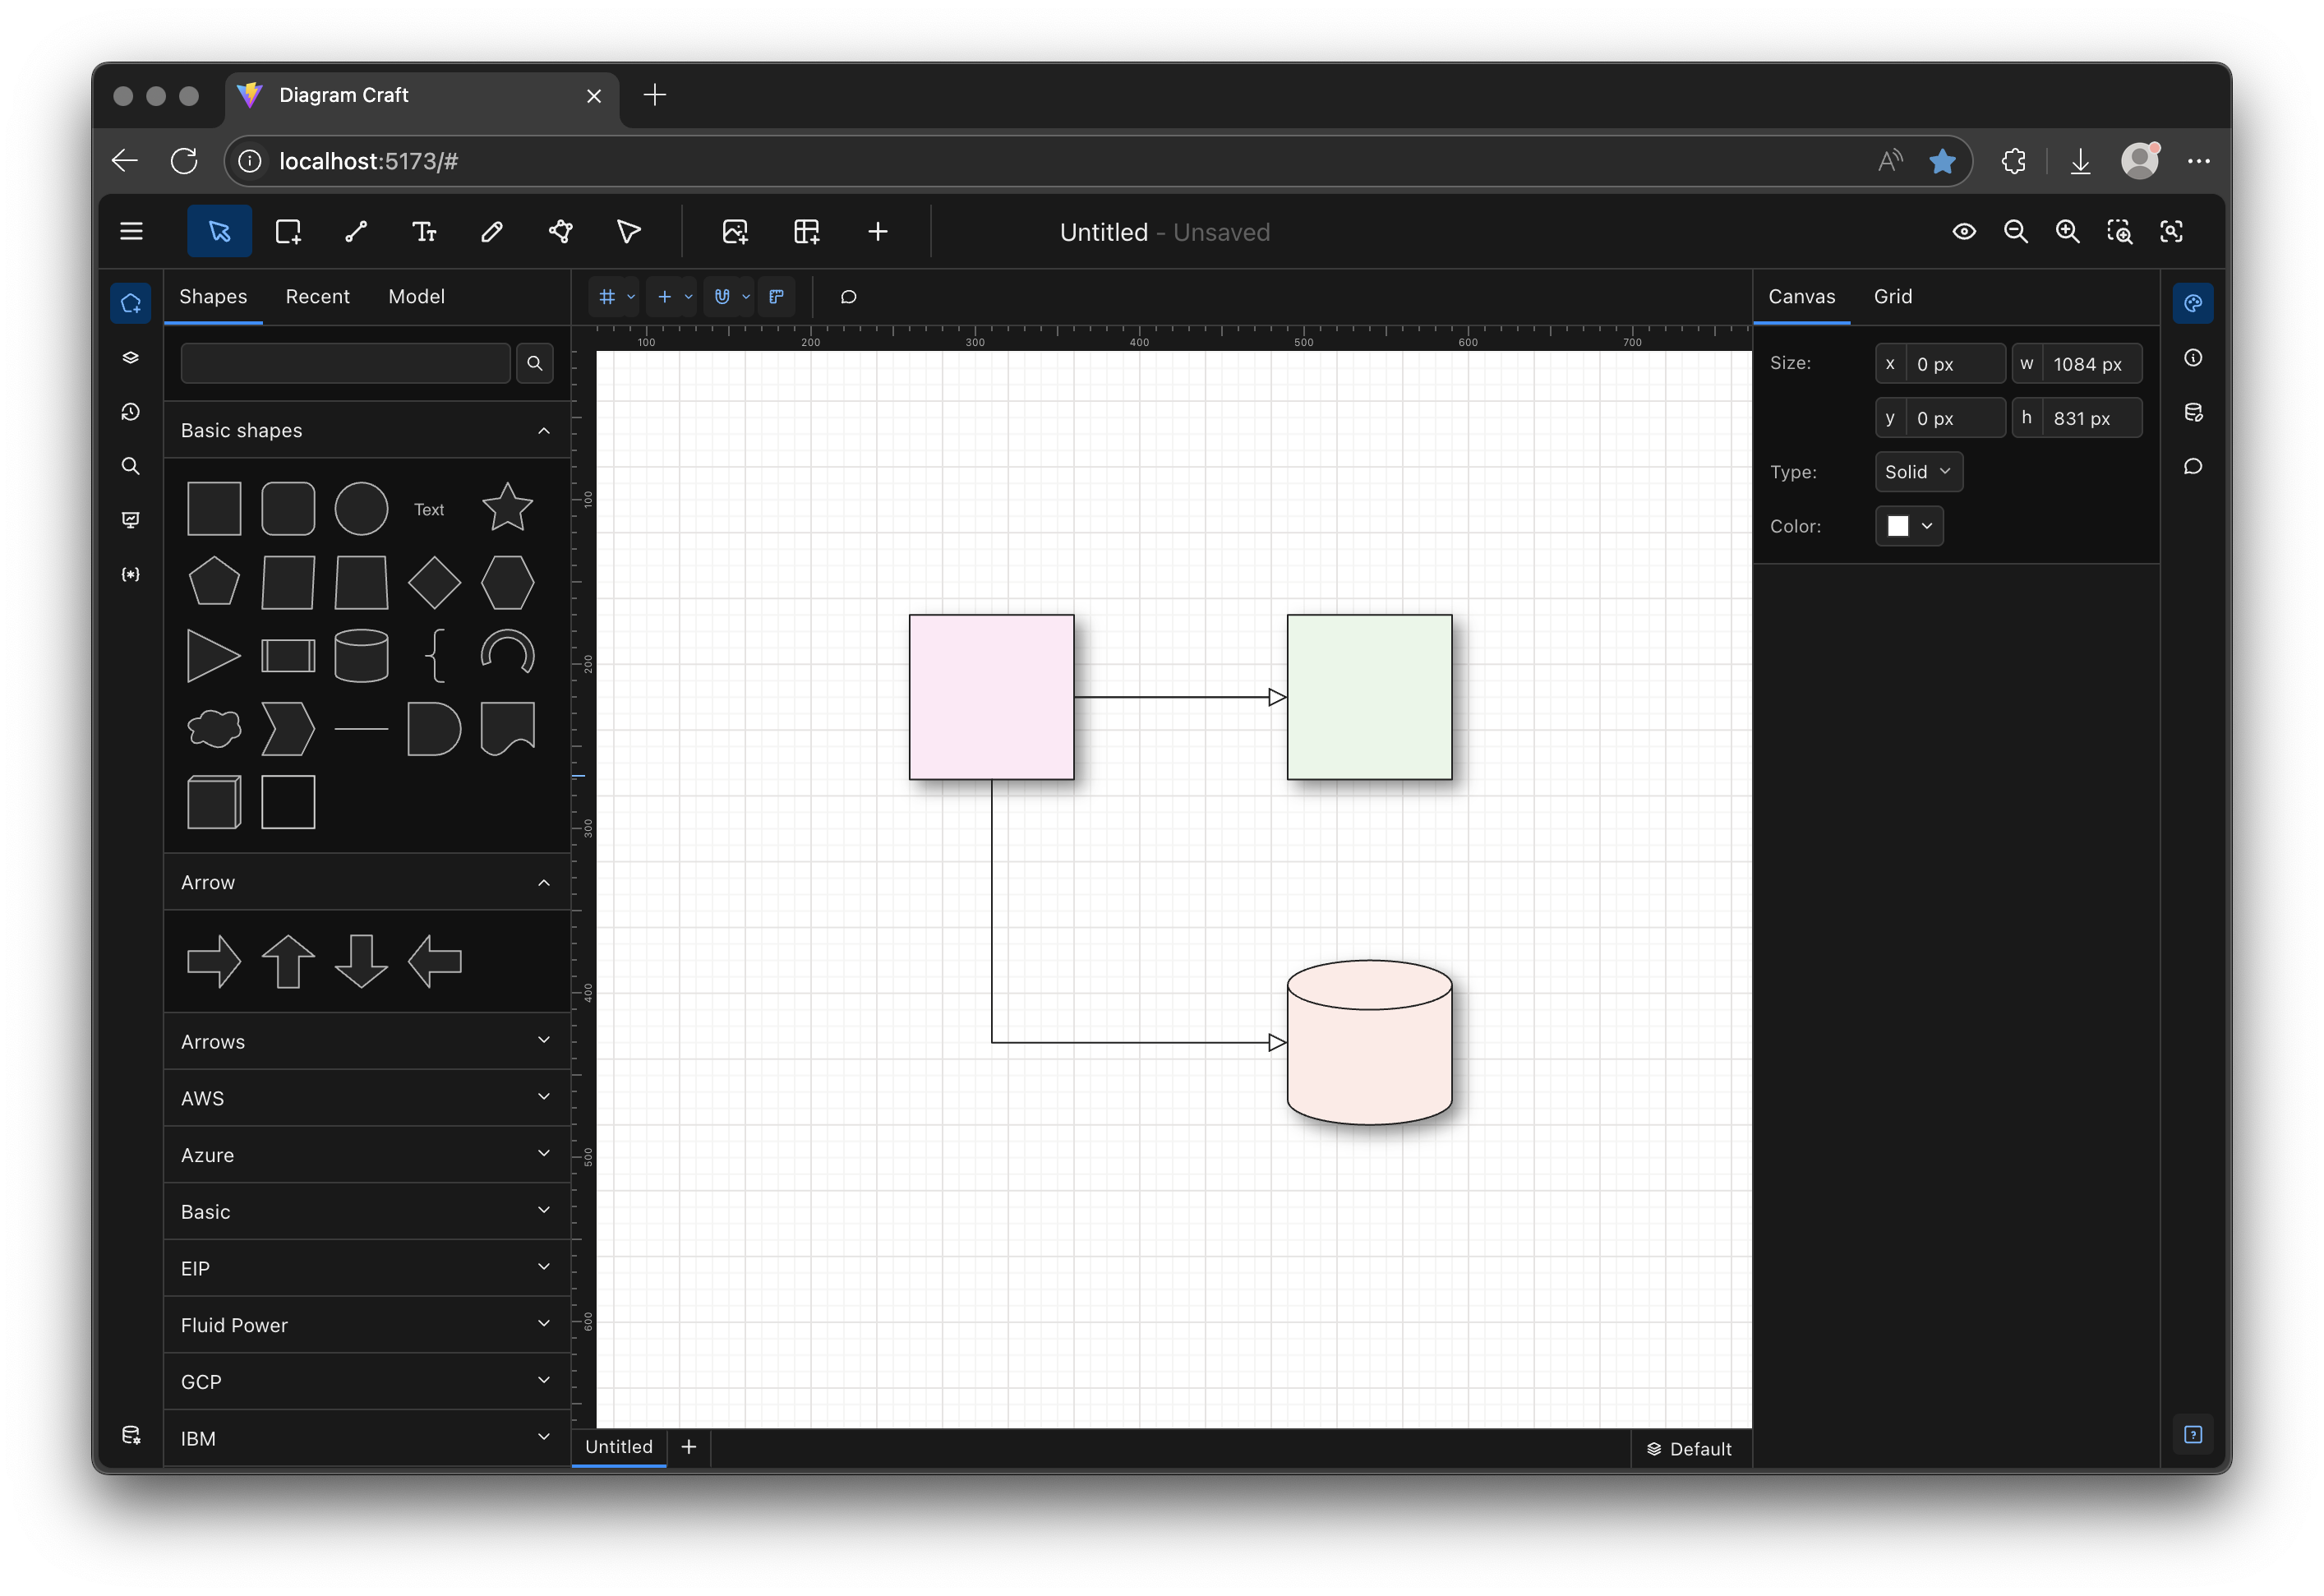 Diagram Craft
localhost:5173/#
Untitled - Unsaved
Shapes Recent Model
Canvas Grid
100 200 300 400 500 600 700
Size: x 0 px w 1084 px
y 0 px h 831 px
Type: Solid
Color:
Basic shapes
Text
Arrow
Arrows
AWS
Azure
Basic
EIP
Fluid Power
GCP
IBM
100
200
300
400
500
600
Untitled
Default